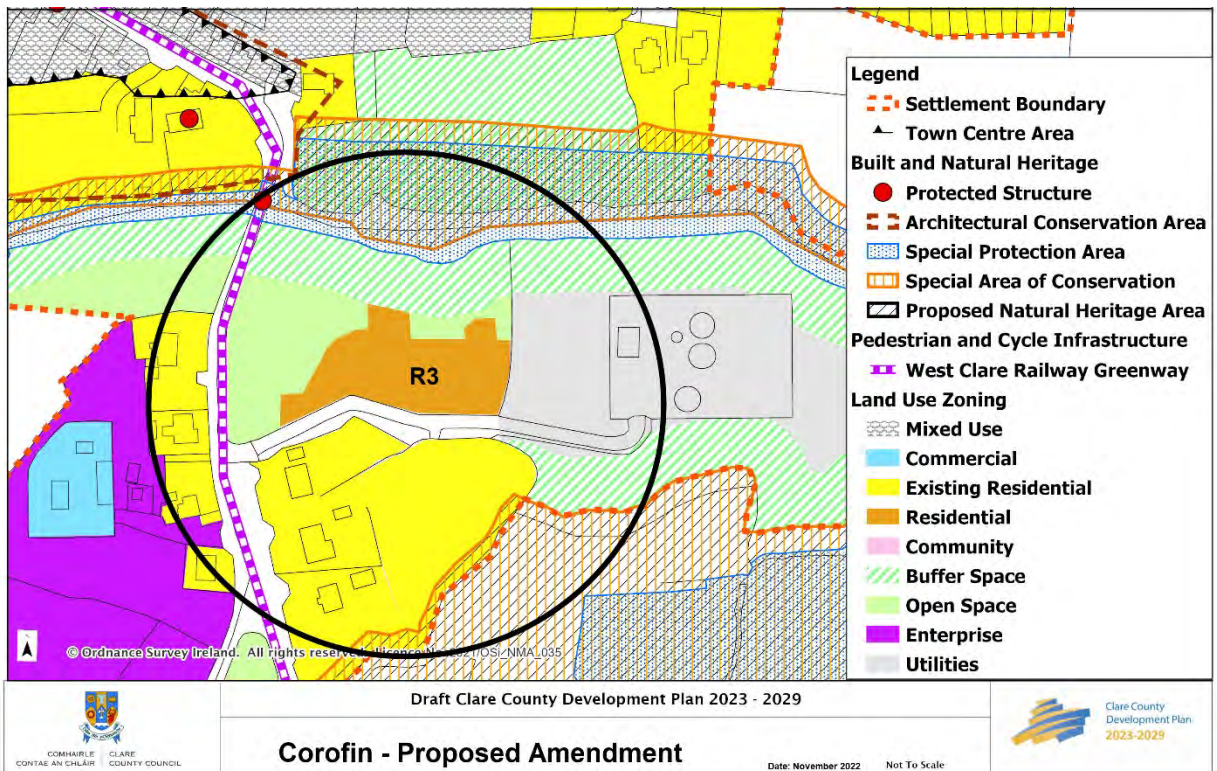 R3
© Ordnance Survey Ireland. All rights reserved.
2021/OSi_NMA_035
Legend
Settlement Boundary
Town Centre Area
Built and Natural Heritage
Protected Structure
Architectural Conservation Area
Special Protection Area
Special Area of Conservation
Proposed Natural Heritage Area
Pedestrian and Cycle Infrastructure
West Clare Railway Greenway
Land Use Zoning
Mixed Use
Commercial
Existing Residential
Residential
Community
Buffer Space
Open Space
Enterprise
Utilities
COMHAIRLE CLARE
CONTAE AN CHLÁIR COUNTY COUNCIL
Draft Clare County Development Plan 2023 - 2029
Corofin - Proposed Amendment
Date: November 2022 Not To Scale
Clare County
Development Plan
2023-2029